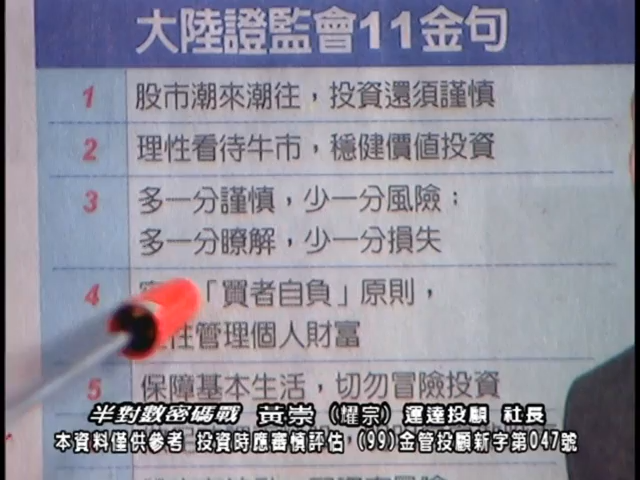 大陸證監會11金句
1 股市潮來潮往，投資還須謹慎
2 理性看待牛市，穩健價值投資
3 多一分謹慎，少一分風險；
多一分瞭解，少一分損失
4 「買者自負」原則，
性管理個人財富
5 保障基本生活，切勿冒險投資
半對數密碼戰 黃崇（耀宗）運達投顧 社長
本資料僅供參考 投資時應審慎評估 (99)金管投顧新字第047號